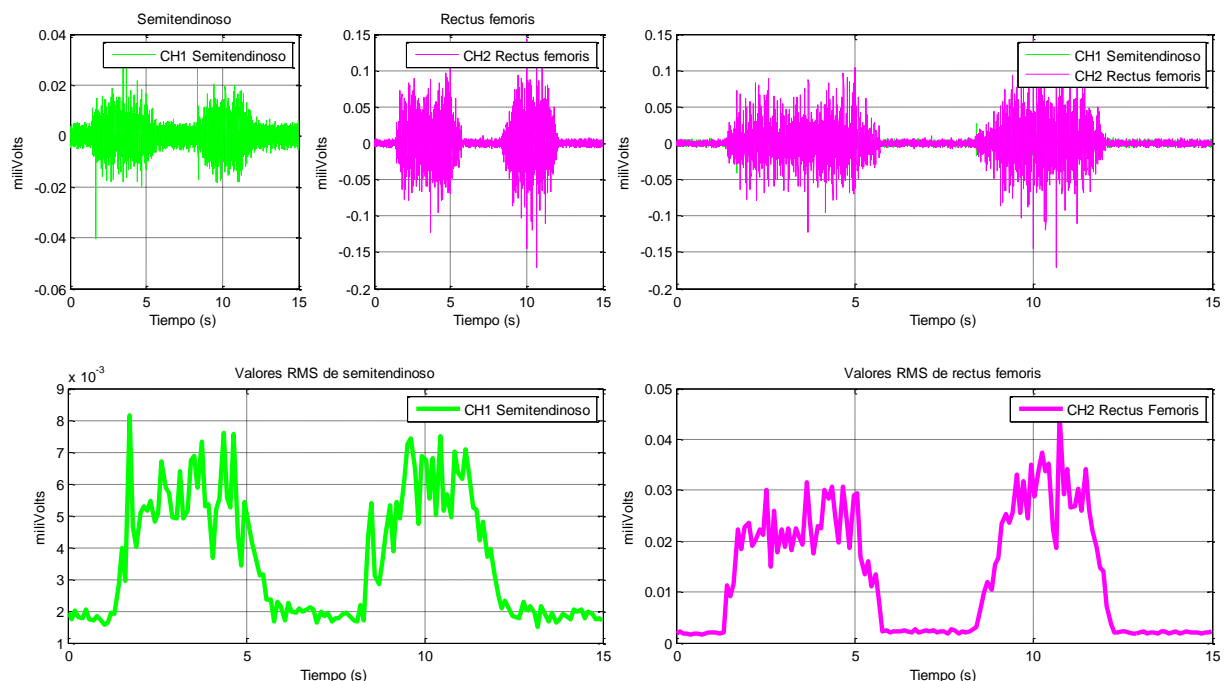 Semitendinoso
0.04
0.02
0
-0.02
-0.04
-0.06
miliVolts
CH1 Semitendinoso
0
5
10
15
Tiempo (s)
Rectus femoris
0.15
0.1
0.05
0
-0.05
-0.1
-0.15
-0.2
miliVolts
CH2 Rectus femoris
0
5
10
15
Tiempo (s)
0.15
0.1
0.05
0
-0.05
-0.1
-0.15
-0.2
miliVolts
CH1 Semitendinoso
CH2 Rectus femoris
0
5
10
15
Tiempo (s)
Valores RMS de semitendinoso
x 10-3
9
8
7
6
5
4
3
2
1
miliVolts
CH1 Semitendinoso
0
5
10
15
Tiempo (s)
Valores RMS de rectus femoris
0.05
0.04
0.03
0.02
0.01
0
miliVolts
CH2 Rectus Femoris
0
5
10
15
Tiempo (s)